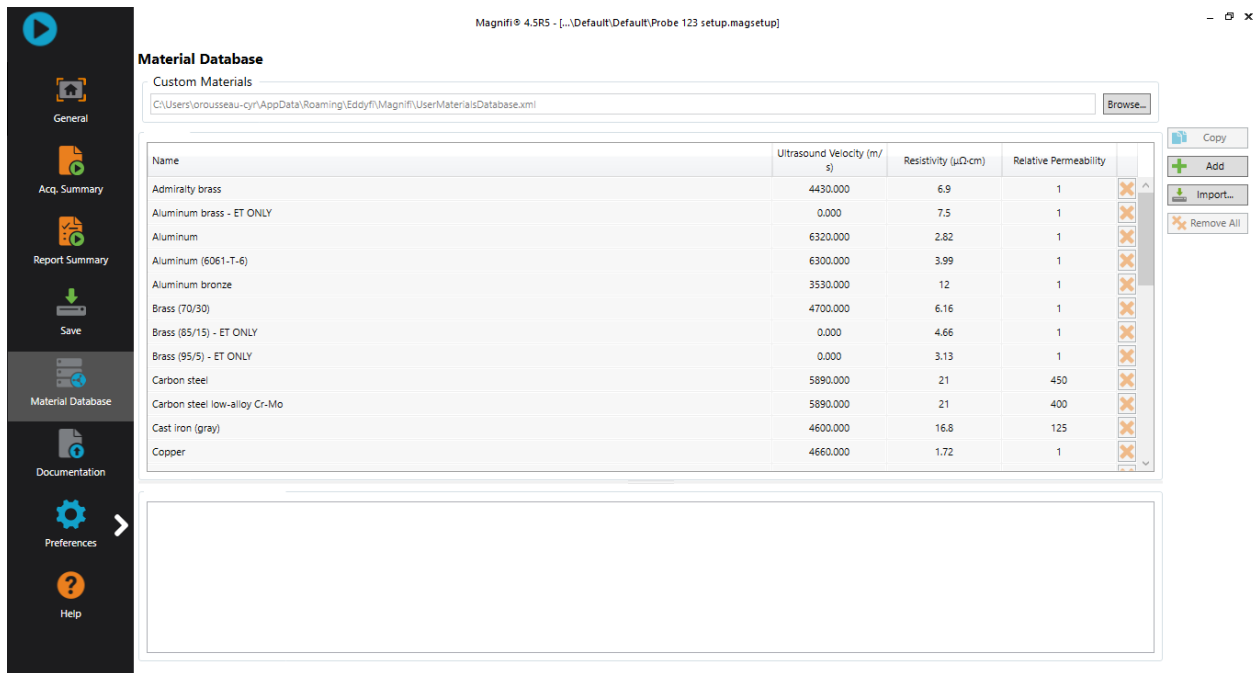 Magnifi® 4.5R5 - [...\Default\Default\Probe 123 setup.magsetup]
General
Acq. Summary
Report Summary
Save
Material Database
Documentation
Preferences
Help
Material Database
Custom Materials
C:\Users\orousseau-cyr\AppData\Roaming\Eddyfi\Magnifi\UserMaterialsDatabase.xml
Browse...
Name Ultrasound Velocity (m/
s) Resistivity (µΩ·cm) Relative Permeability
Admiralty brass 4430.000 6.9 1
Aluminum brass - ET ONLY 0.000 7.5 1
Aluminum 6320.000 2.82 1
Aluminum (6061-T-6) 6300.000 3.99 1
Aluminum bronze 3530.000 12 1
Brass (70/30) 4700.000 6.16 1
Brass (85/15) - ET ONLY 0.000 4.66 1
Brass (95/5) - ET ONLY 0.000 3.13 1
Carbon steel 5890.000 21 450
Carbon steel low-alloy Cr-Mo 5890.000 21 400
Cast iron (gray) 4600.000 16.8 125
Copper 4660.000 1.72 1
Copy
Add
Import...
Remove All